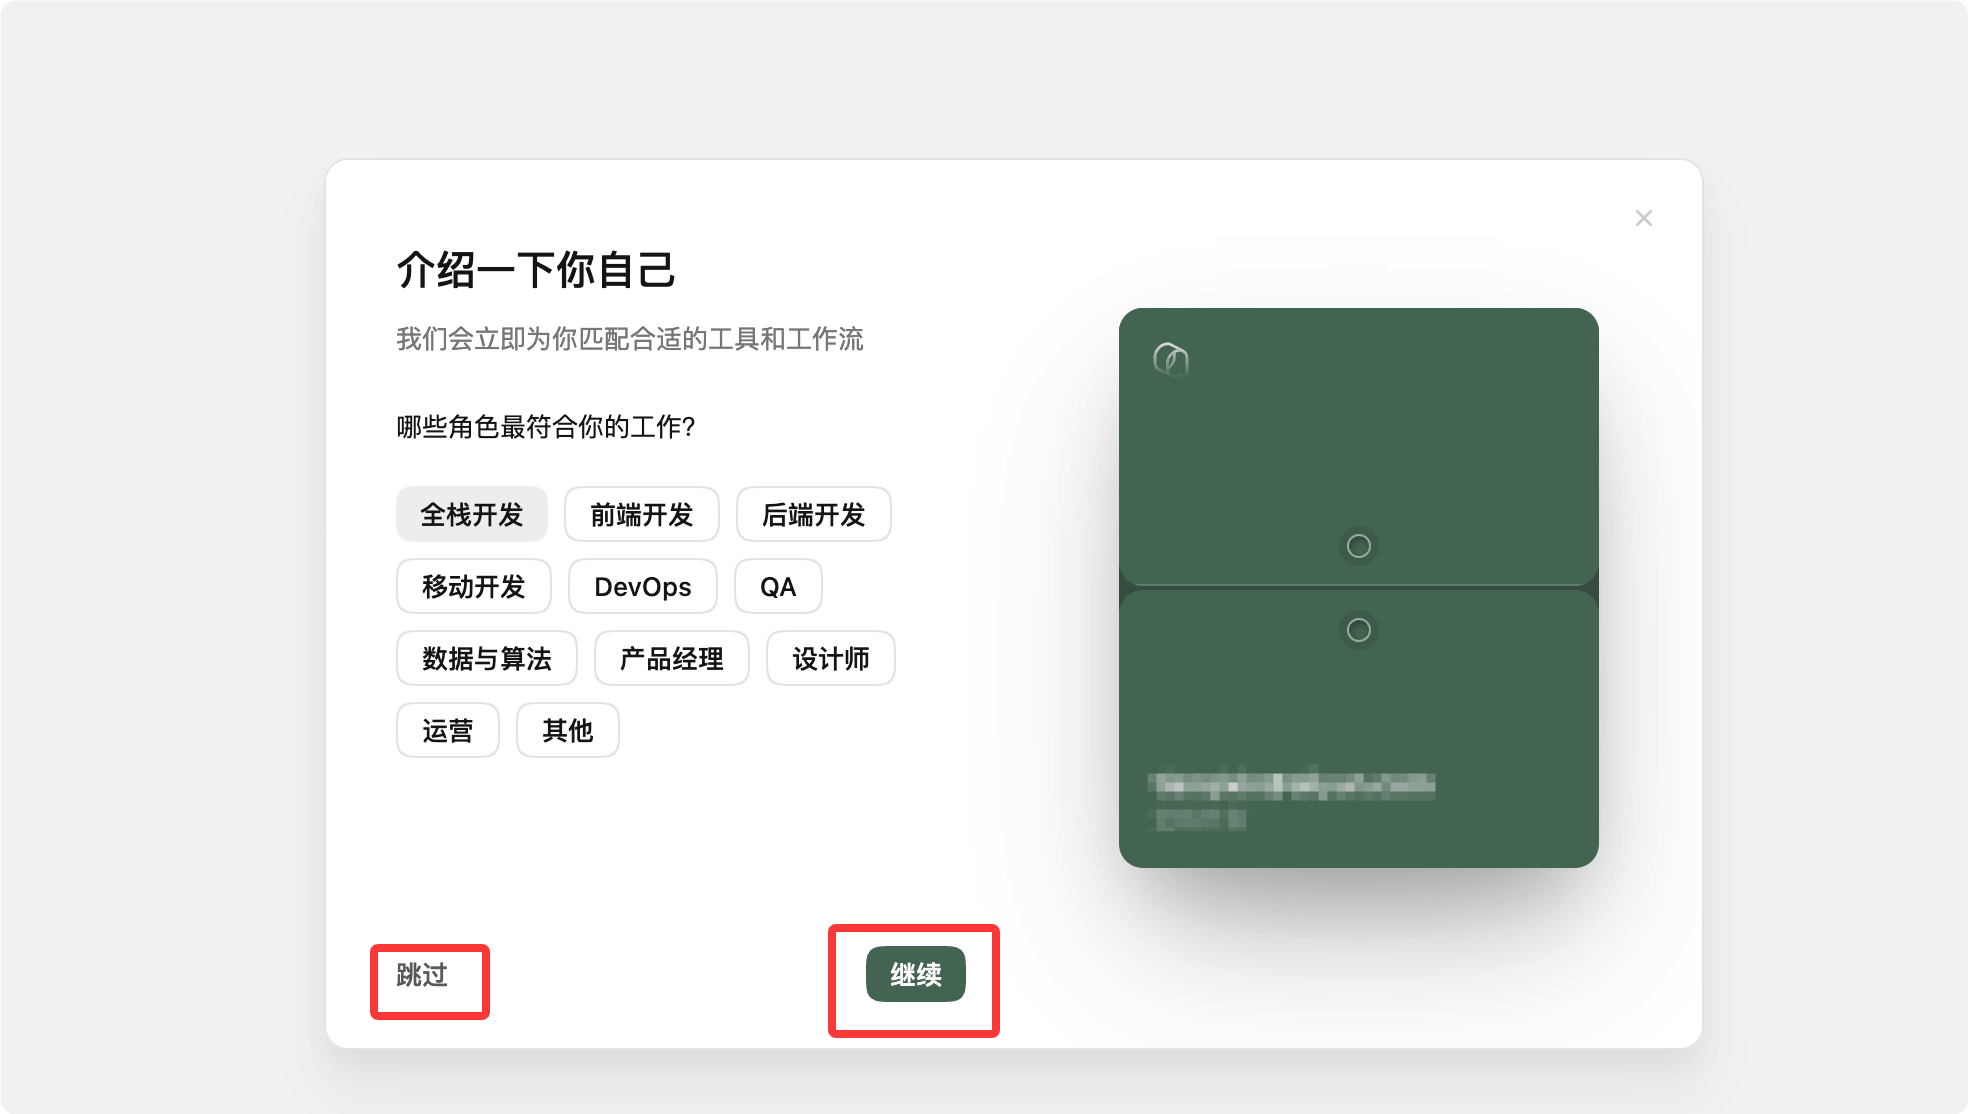 介绍一下你自己
我们会立即为你匹配合适的工具和工作流
哪些角色最符合你的工作?
全栈开发 前端开发 后端开发
移动开发 DevOps QA
数据与算法 产品经理 设计师
运营 其他
跳过 继续